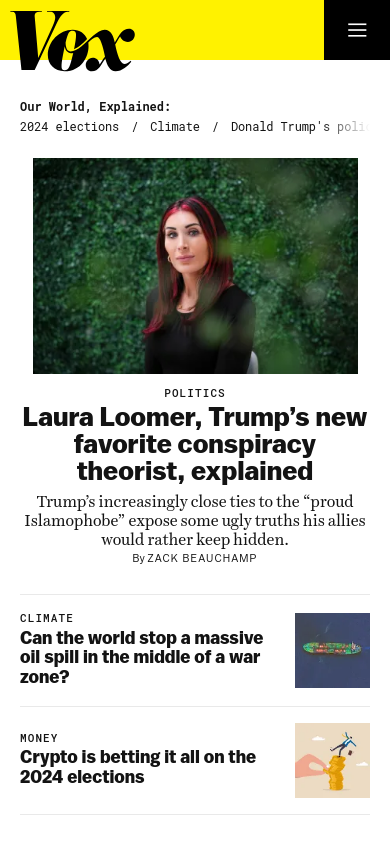 Vox
Our World, Explained:
2024 elections / Climate / Donald Trump's poli
POLITICS
Laura Loomer, Trump’s new
favorite conspiracy
theorist, explained
Trump’s increasingly close ties to the “proud
Islamophobe” expose some ugly truths his allies
would rather keep hidden.
By ZACK BEAUCHAMP
CLIMATE
Can the world stop a massive
oil spill in the middle of a war
zone?
MONEY
Crypto is betting it all on the
2024 elections